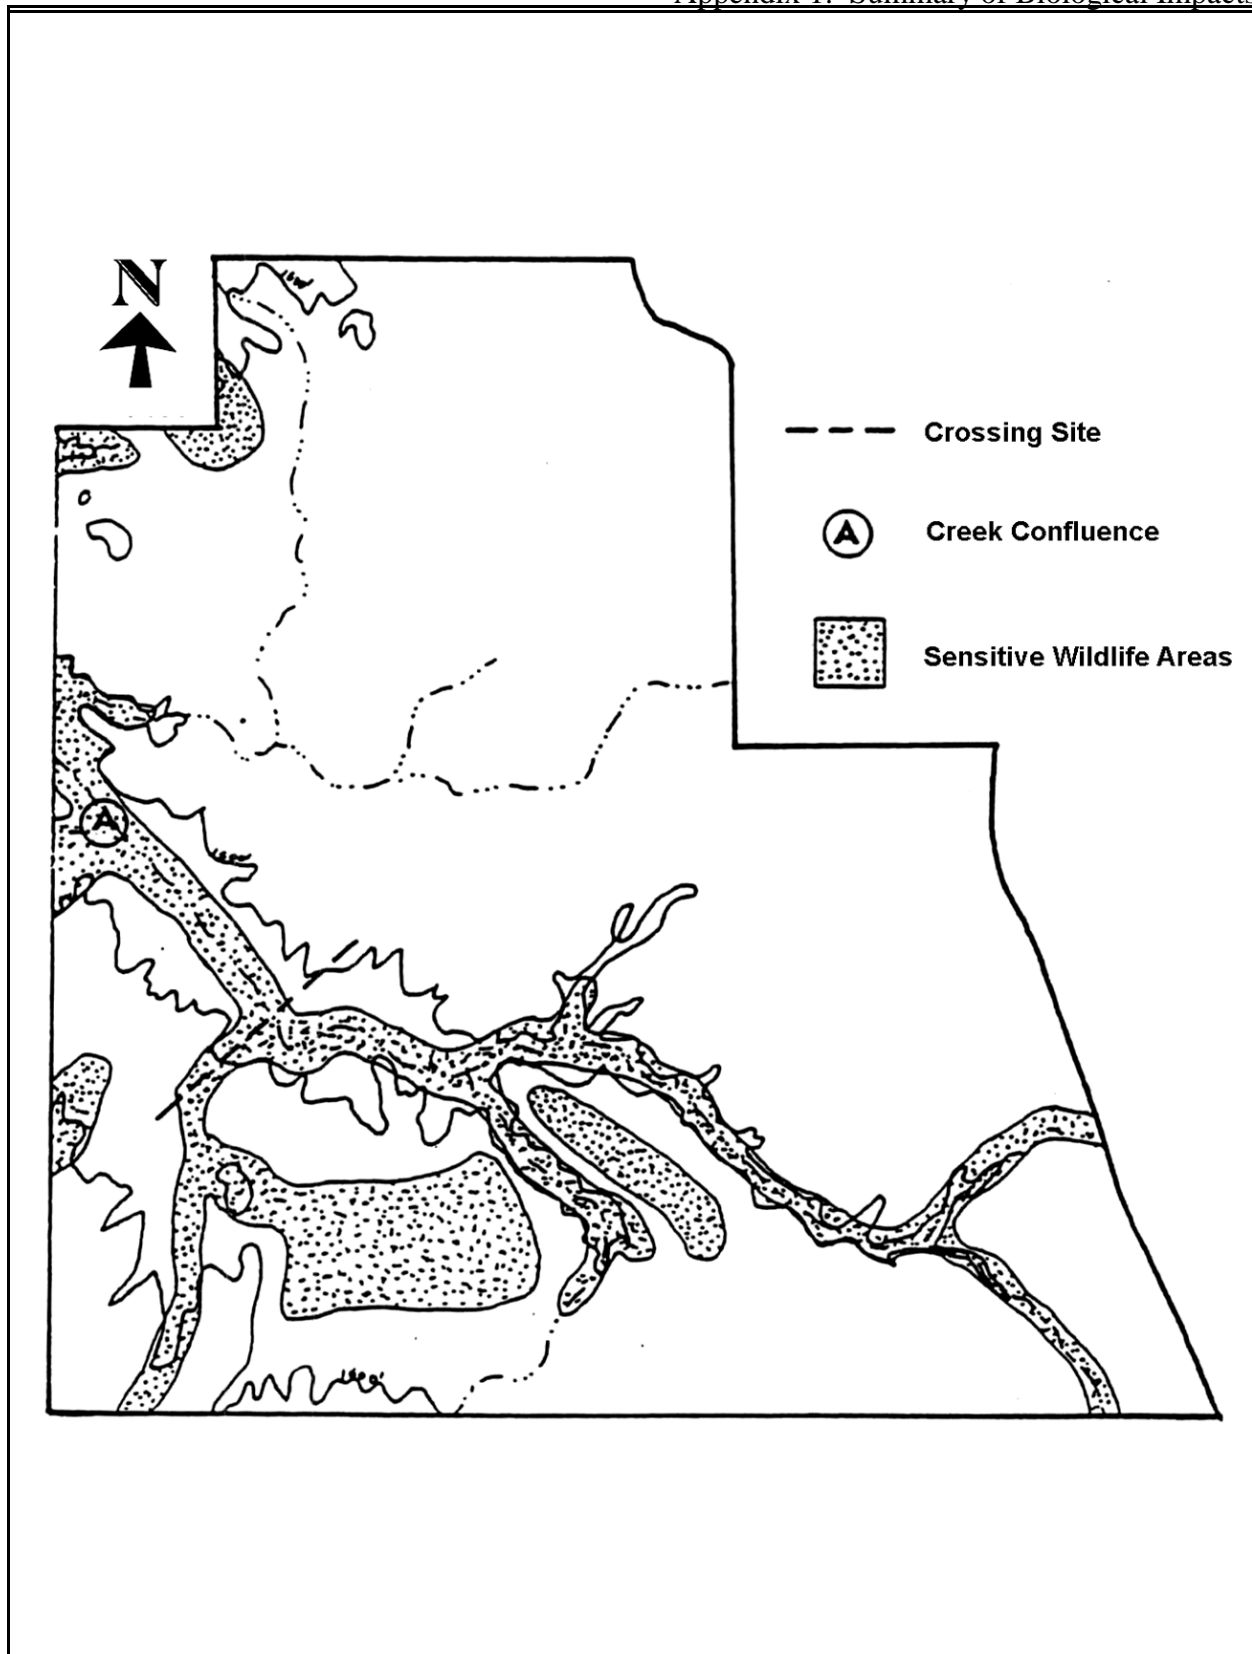 Appendix 1. Summary of Biological Impacts
N
Crossing Site
A Creek Confluence
Sensitive Wildlife Areas
A